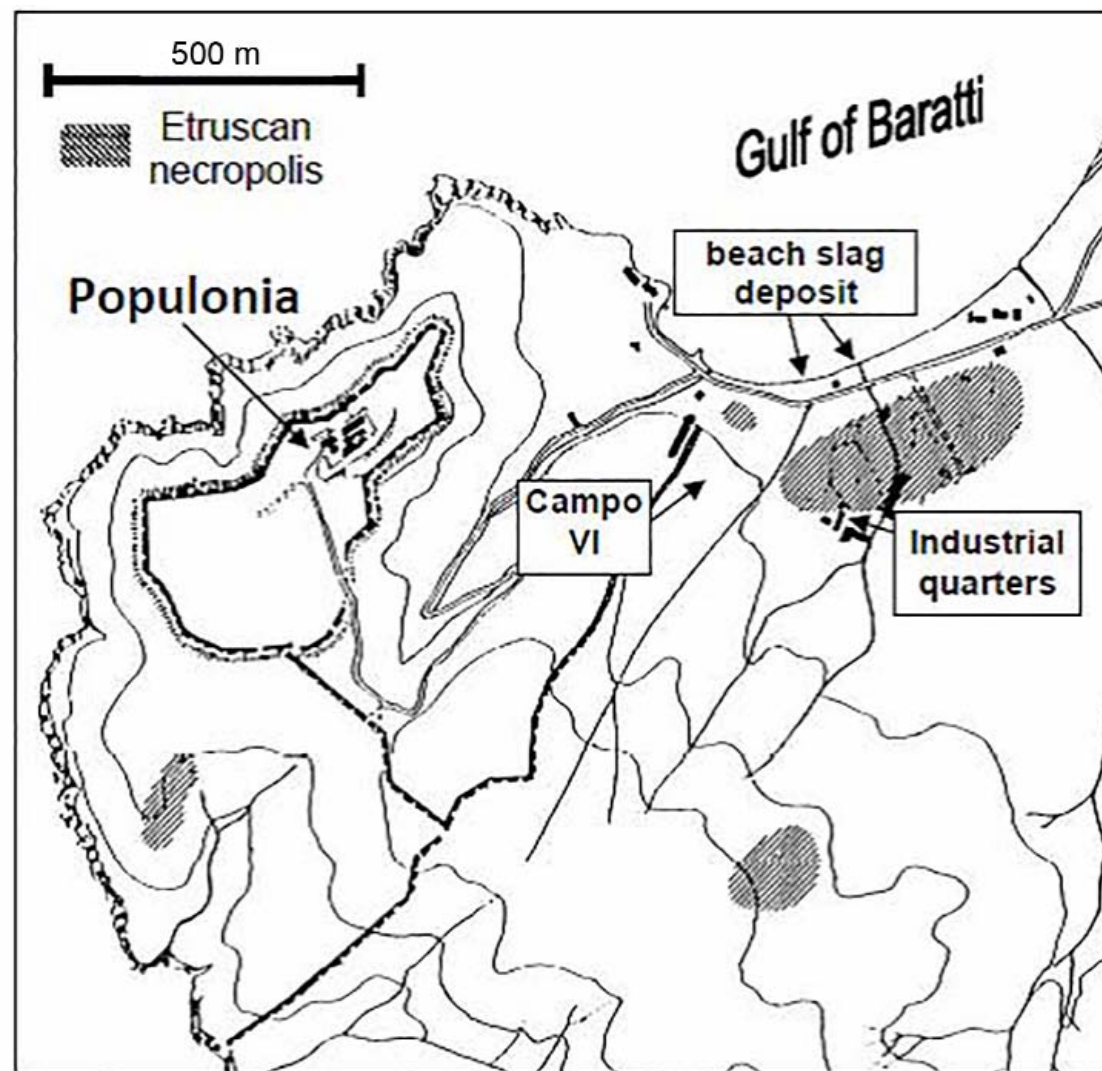 500 m
Etruscan
necropolis
Gulf of Baratti
beach slag
deposit
Populonia
Campo
VI
Industrial
quarters